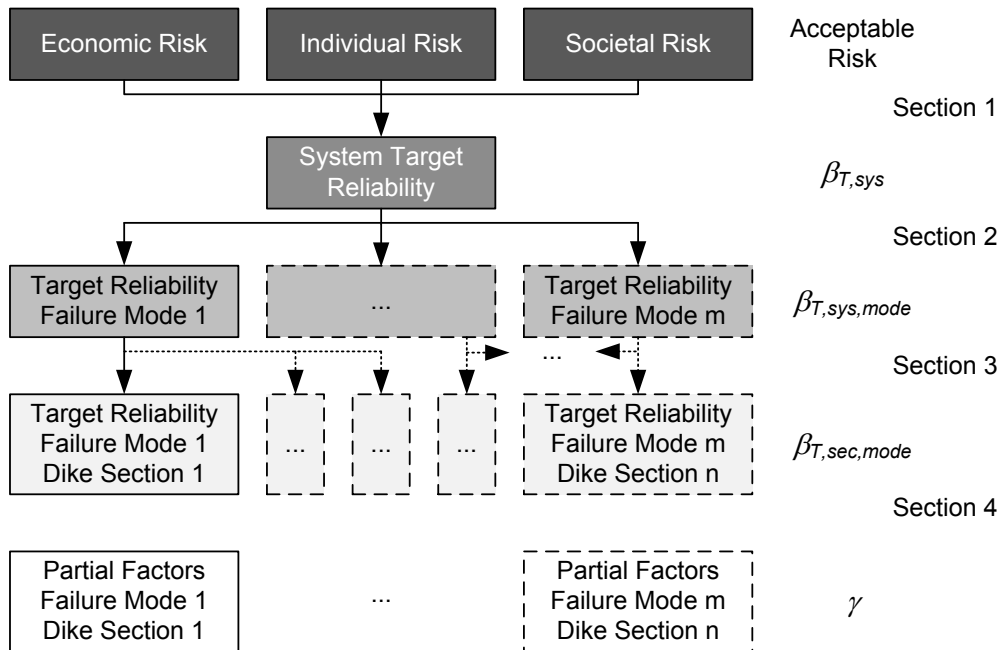 Economic Risk
Individual Risk
Societal Risk
Acceptable
Risk
Section 1
System Target
Reliability
βT,sys
Section 2
Target Reliability
Failure Mode 1
...
Target Reliability
Failure Mode m
βT,sys,mode
...
Section 3
Target Reliability
Failure Mode 1
Dike Section 1
...
...
...
Target Reliability
Failure Mode m
Dike Section n
βT,sec,mode
Section 4
Partial Factors
Failure Mode 1
Dike Section 1
...
Partial Factors
Failure Mode m
Dike Section n
γ